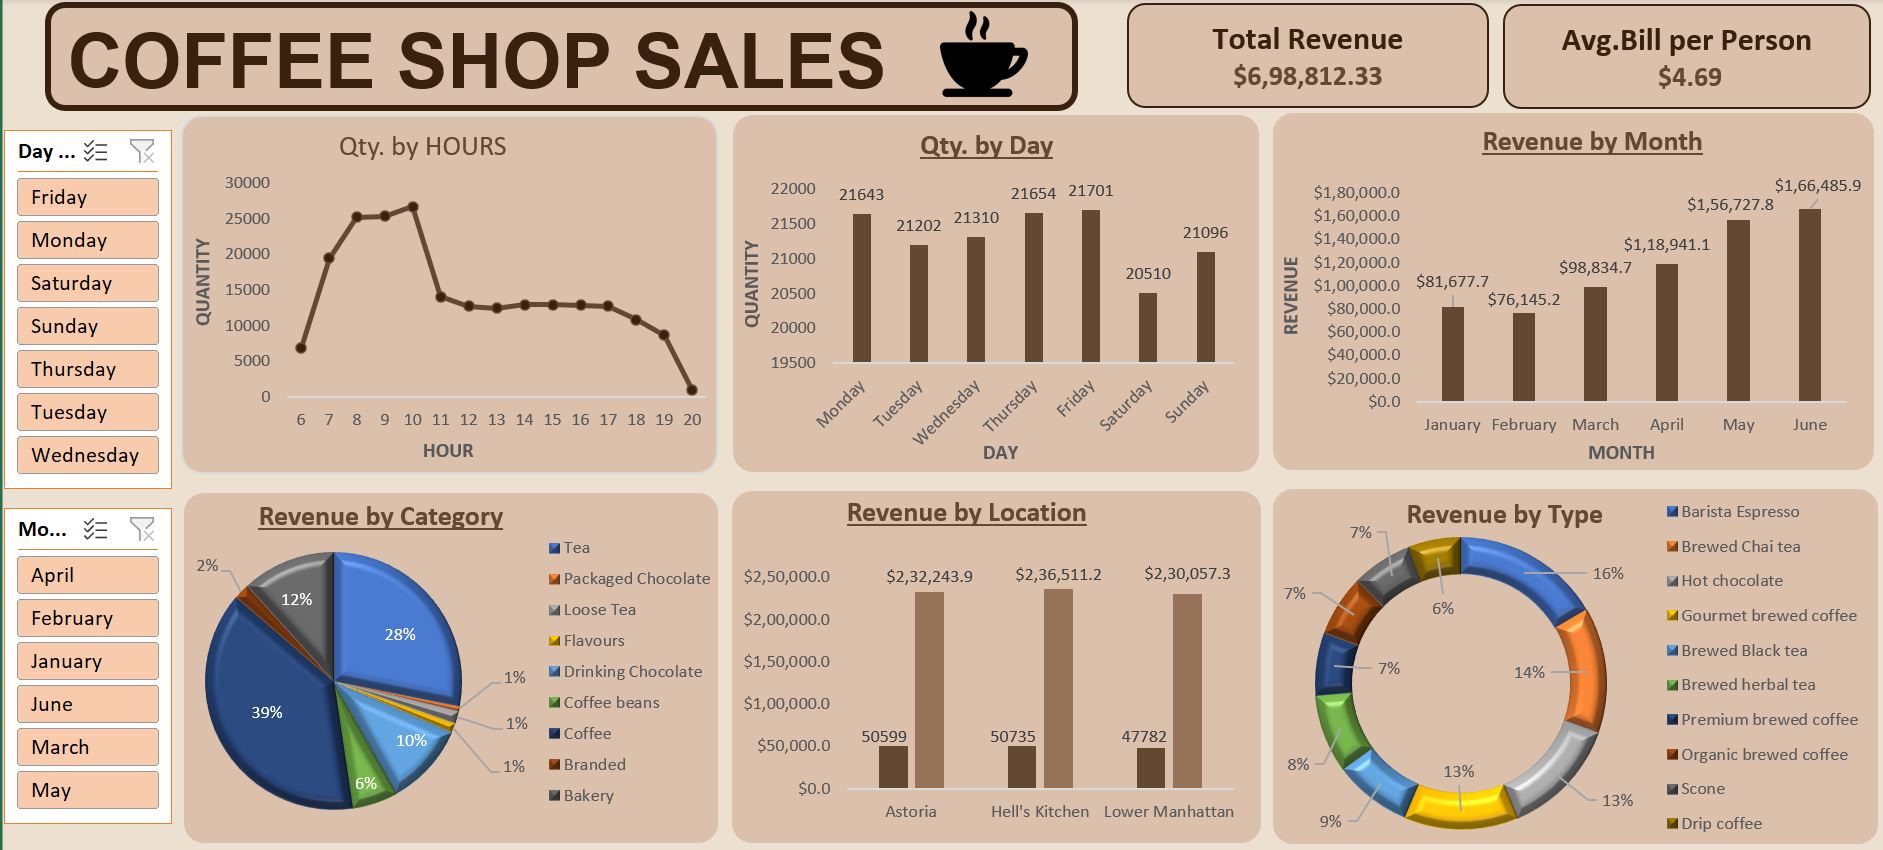 COFFEE SHOP SALES
Total Revenue
$6,98,812.33
Avg.Bill per Person
$4.69
Day ...
Friday
Monday
Saturday
Sunday
Thursday
Tuesday
Wednesday
Mo...
April
February
January
June
March
May
Qty. by HOURS
QUANTITY
30000
25000
20000
15000
10000
5000
0
6 7 8 9 10 11 12 13 14 15 16 17 18 19 20
HOUR
Qty. by Day
QUANTITY
22000
21500
21000
20500
20000
19500
21643 21202 21310 21654 21701 20510 21096
Monday Tuesday Wednesday Thursday Friday Saturday Sunday
DAY
Revenue by Month
REVENUE
$1,80,000.0
$1,60,000.0
$1,40,000.0
$1,20,000.0
$1,00,000.0
$80,000.0
$60,000.0
$40,000.0
$20,000.0
$0.0
$81,677.7 $76,145.2 $98,834.7 $1,18,941.1 $1,56,727.8 $1,66,485.9
January February March April May June
MONTH
Revenue by Category
28%
1%
1%
1%
10%
6%
39%
2%
12%
Tea
Packaged Chocolate
Loose Tea
Flavours
Drinking Chocolate
Coffee beans
Coffee
Branded
Bakery
Revenue by Location
$2,50,000.0
$2,00,000.0
$1,50,000.0
$1,00,000.0
$50,000.0
$0.0
$2,32,243.9 $2,36,511.2 $2,30,057.3
50599 50735 47782
Astoria Hell's Kitchen Lower Manhattan
Revenue by Type
16%
14%
13%
13%
9%
8%
7%
7%
7%
6%
Barista Espresso
Brewed Chai tea
Hot chocolate
Gourmet brewed coffee
Brewed Black tea
Brewed herbal tea
Premium brewed coffee
Organic brewed coffee
Scone
Drip coffee